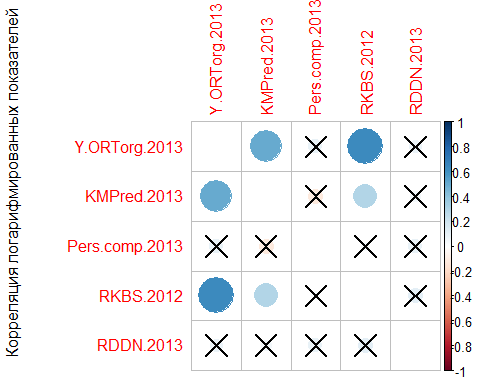 Корреляция логарифмированных показателей
Y.ORTorg.2013
KMPred.2013
Pers.comp.2013
RKBS.2012
RDDN.2013
Y.ORTorg.2013
KMPred.2013
Pers.comp.2013
RKBS.2012
RDDN.2013
1
0.8
0.6
0.4
0.2
0
-0.2
-0.4
-0.6
-0.8
-1